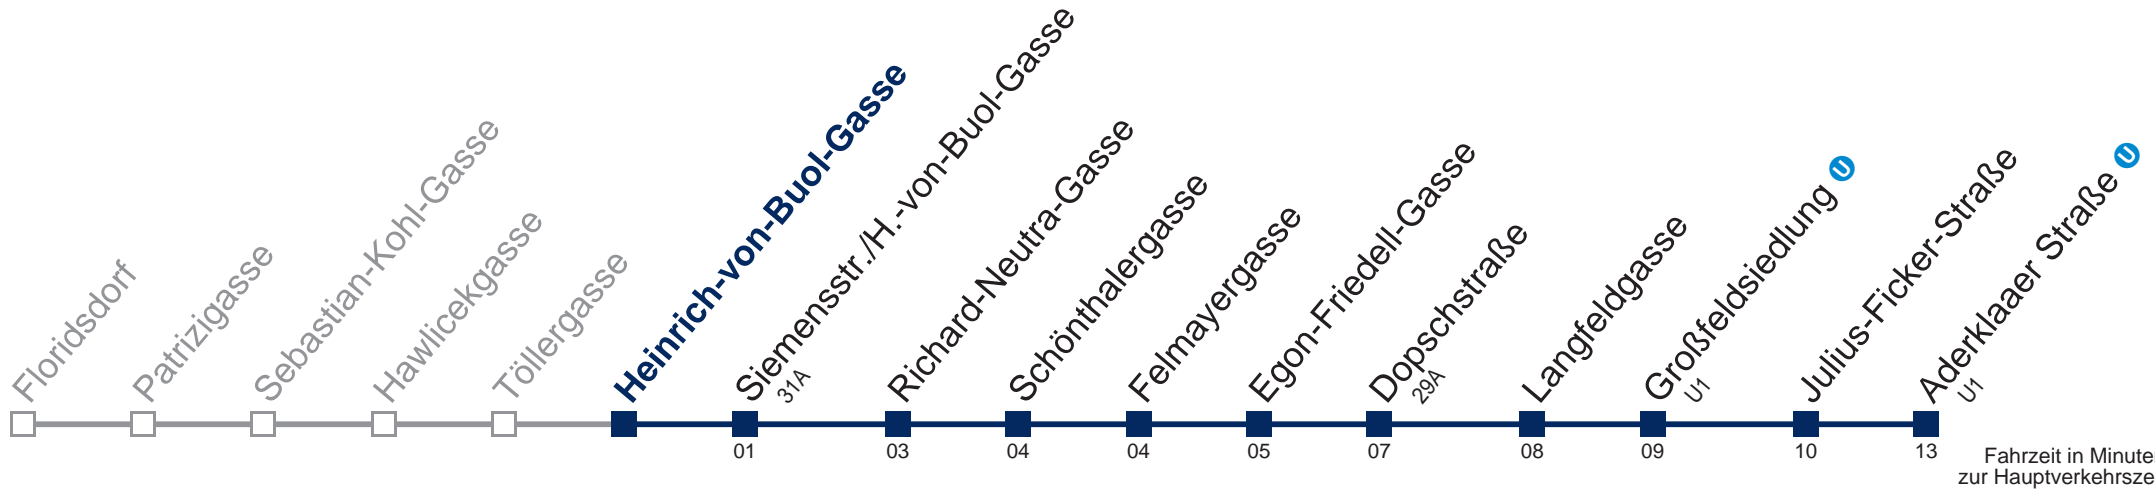 Floridsdorf
Patrizigasse
Sebastian-Kohl-Gasse
Hawlicekgasse
Töllergasse
Heinrich-von-Buol-Gasse
Siemensstr./H.-von-Buol-Gasse
31A
Richard-Neutra-Gasse
Schönthalergasse
Felmayergasse
Egon-Friedell-Gasse
Dopschstraße
29A
Langfeldgasse
Großfeldsiedlung U
U1
Julius-Ficker-Straße
Aderklaaer Straße U
U1
01 03 04 04 05 07 08 09 10 13
Fahrzeit in Minute
zur Hauptverkehrsze